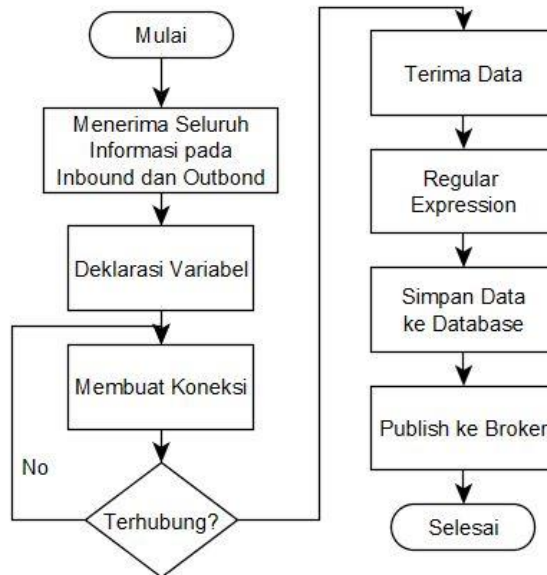 Mulai
Menerima Seluruh
Informasi pada
Inbound dan Outbond
Deklarasi Variabel
Membuat Koneksi
No
Terhubung?
Terima Data
Regular
Expression
Simpan Data
ke Database
Publish ke Broker
Selesai